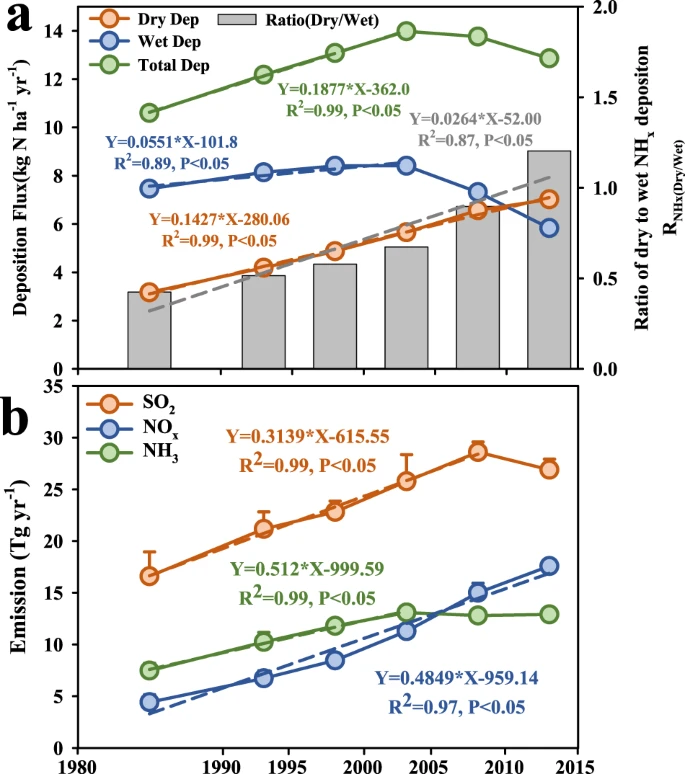 a
Dry Dep
Wet Dep
Total Dep
Ratio(Dry/Wet)
14
12
10
8
6
4
2
0
2.0
1.5
1.0
0.5
0.0
Deposition Flux(kg N ha⁻¹ yr⁻¹)
Ratio of dry to wet NHₓ depositon
R_NHx(Dry/Wet)
Y=0.1877*X-362.0
R²=0.99, P<0.05
Y=0.0264*X-52.00
R²=0.87, P<0.05
Y=0.0551*X-101.8
R²=0.89, P<0.05
Y=0.1427*X-280.06
R²=0.99, P<0.05
b
SO₂
NOₓ
NH₃
35
30
25
20
15
10
5
0
Emission (Tg yr⁻¹)
Y=0.3139*X-615.55
R²=0.99, P<0.05
Y=0.512*X-999.59
R²=0.99, P<0.05
Y=0.4849*X-959.14
R²=0.97, P<0.05
1980 1990 1995 2000 2005 2010 2015